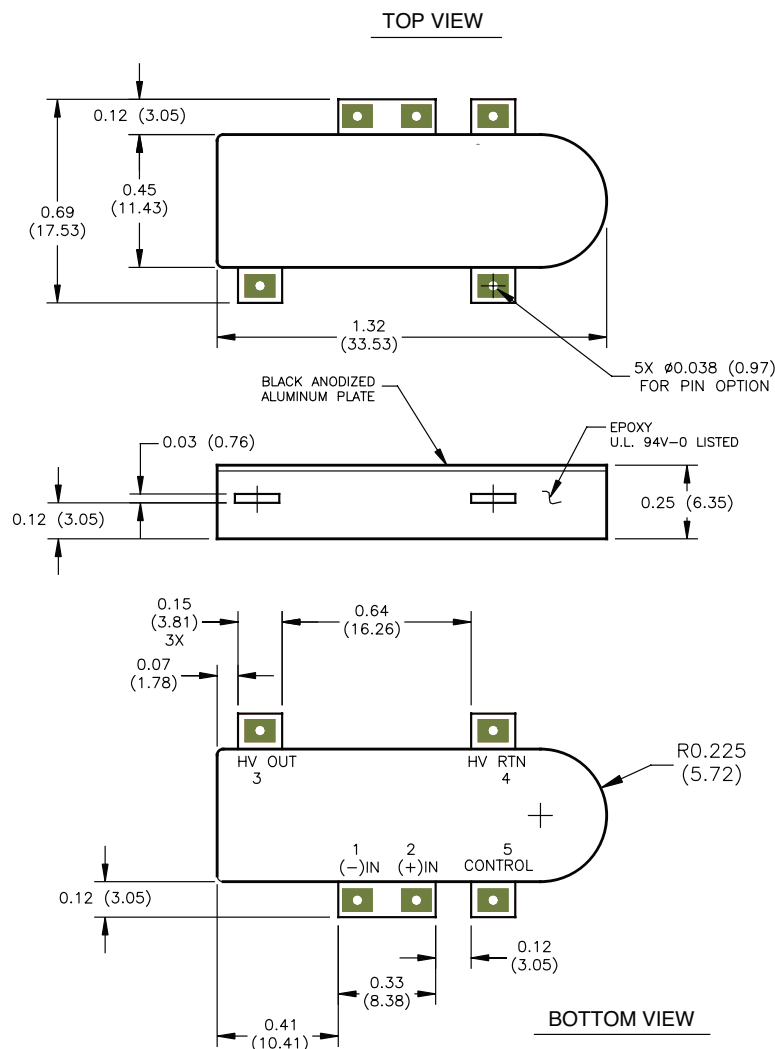 TOP VIEW
0.12 (3.05)
0.45
(11.43)
0.69
(17.53)
1.32
(33.53)
5X ø0.038 (0.97)
FOR PIN OPTION
BLACK ANODIZED
ALUMINUM PLATE
EPOXY
U.L. 94V-0 LISTED
0.03 (0.76)
0.12 (3.05)
0.25 (6.35)
0.15
(3.81)
3X
0.64
(16.26)
0.07
(1.78)
HV OUT
3
HV RTN
4
R0.225
(5.72)
1
(-)IN
2
(+)IN
5
CONTROL
0.12 (3.05)
0.12
(3.05)
0.33
(8.38)
0.41
(10.41)
BOTTOM VIEW